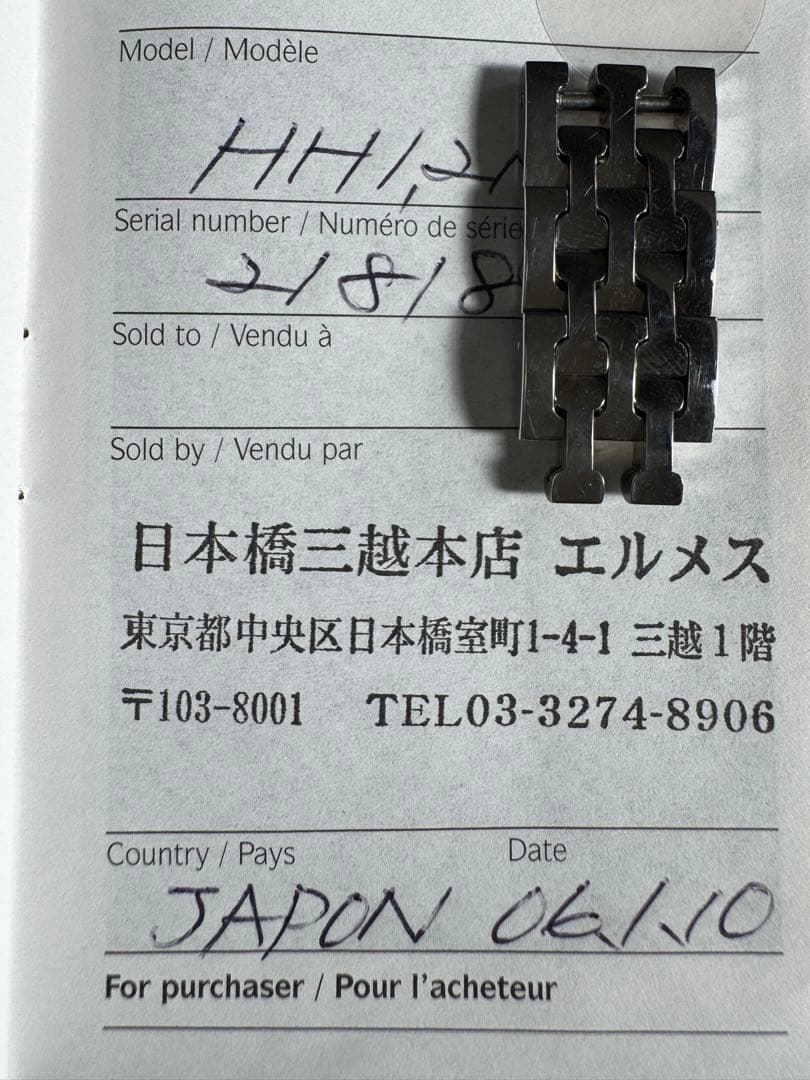 Model / Modèle
HH1,2
Serial number / Numéro de série
21818
Sold to / Vendu à
Sold by / Vendu par
日本橋三越本店 エルメス
東京都中央区日本橋室町1-4-1 三越1階
〒103-8001 TEL03-3274-8906
Country / Pays Date
JAPON 06.1.10
For purchaser / Pour l'acheteur